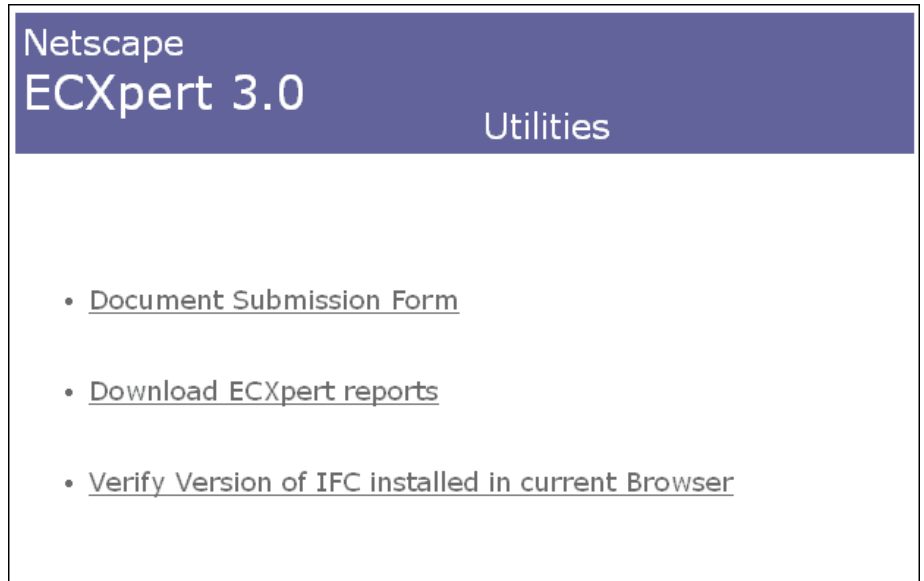 Netscape
ECXpert 3.0
Utilities
• Document Submission Form
• Download ECXpert reports
• Verify Version of IFC installed in current Browser